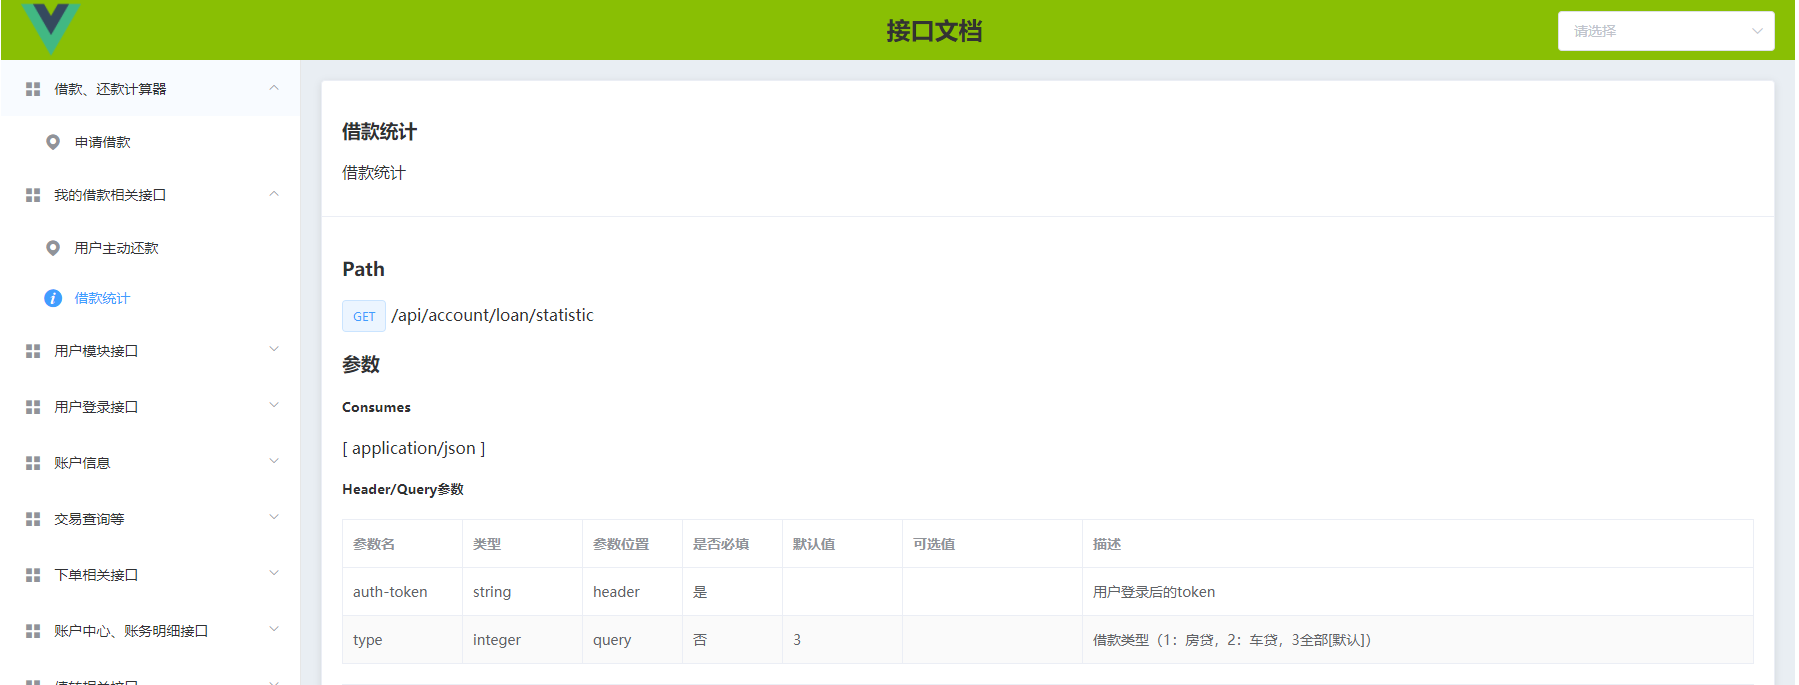 接口文档
请选择
借款、还款计算器
申请借款
我的借款相关接口
用户主动还款
借款统计
用户模块接口
用户登录接口
账户信息
交易查询等
下单相关接口
账户中心、账务明细接口
借款统计
借款统计
Path
GET /api/account/loan/statistic
参数
Consumes
[ application/json ]
Header/Query参数
参数名 类型 参数位置 是否必填 默认值 可选值 描述
auth-token string header 是 用户登录后的token
type integer query 否 3 借款类型（1：房贷，2：车贷，3全部[默认]）